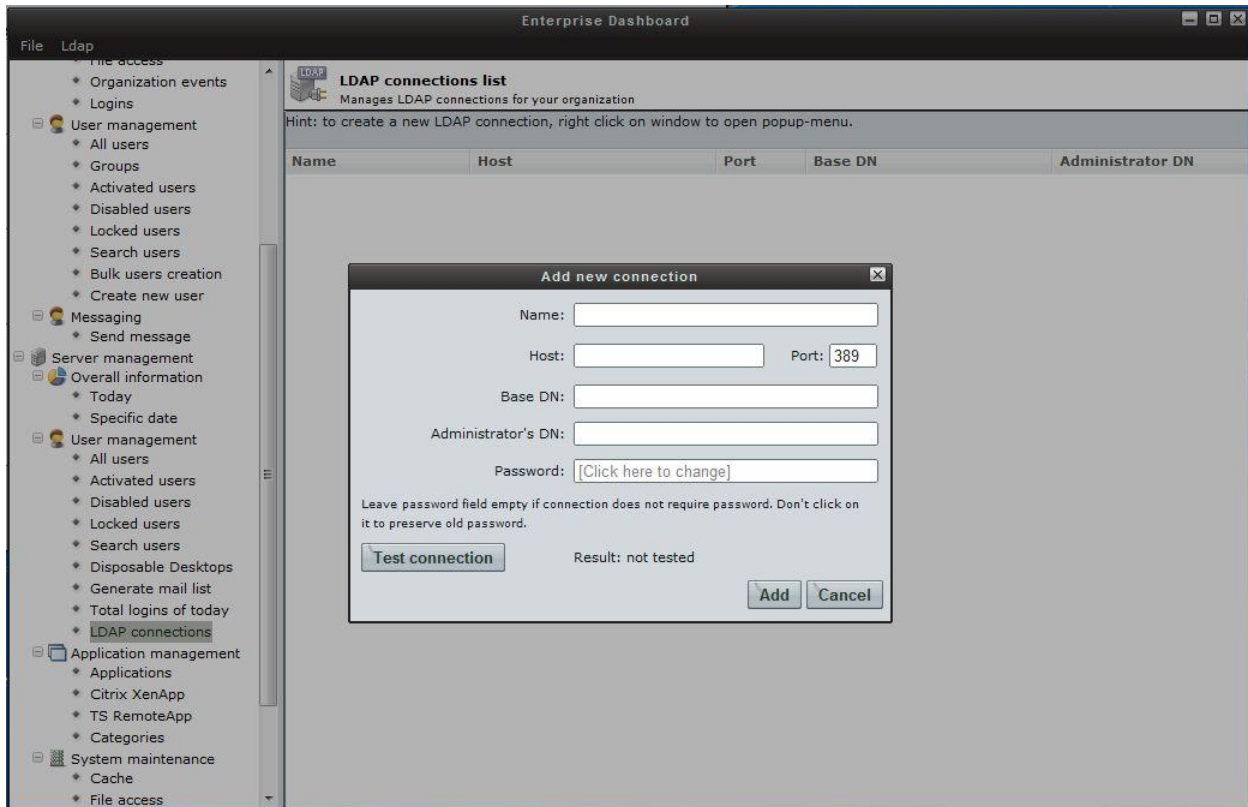 Enterprise Dashboard
File Ldap
File access
Organization events
Logins
User management
All users
Groups
Activated users
Disabled users
Locked users
Search users
Bulk users creation
Create new user
Messaging
Send message
Server management
Overall information
Today
Specific date
User management
All users
Activated users
Disabled users
Locked users
Search users
Disposable Desktops
Generate mail list
Total logins of today
LDAP connections
Application management
Applications
Citrix XenApp
TS RemoteApp
Categories
System maintenance
Cache
File access
LDAP
LDAP connections list
Manages LDAP connections for your organization
Hint: to create a new LDAP connection, right click on window to open popup-menu.
Name Host Port Base DN Administrator DN
Add new connection
Name:
Host: Port: 389
Base DN:
Administrator's DN:
Password: [Click here to change]
Leave password field empty if connection does not require password. Don't click on
it to preserve old password.
Test connection Result: not tested
Add Cancel